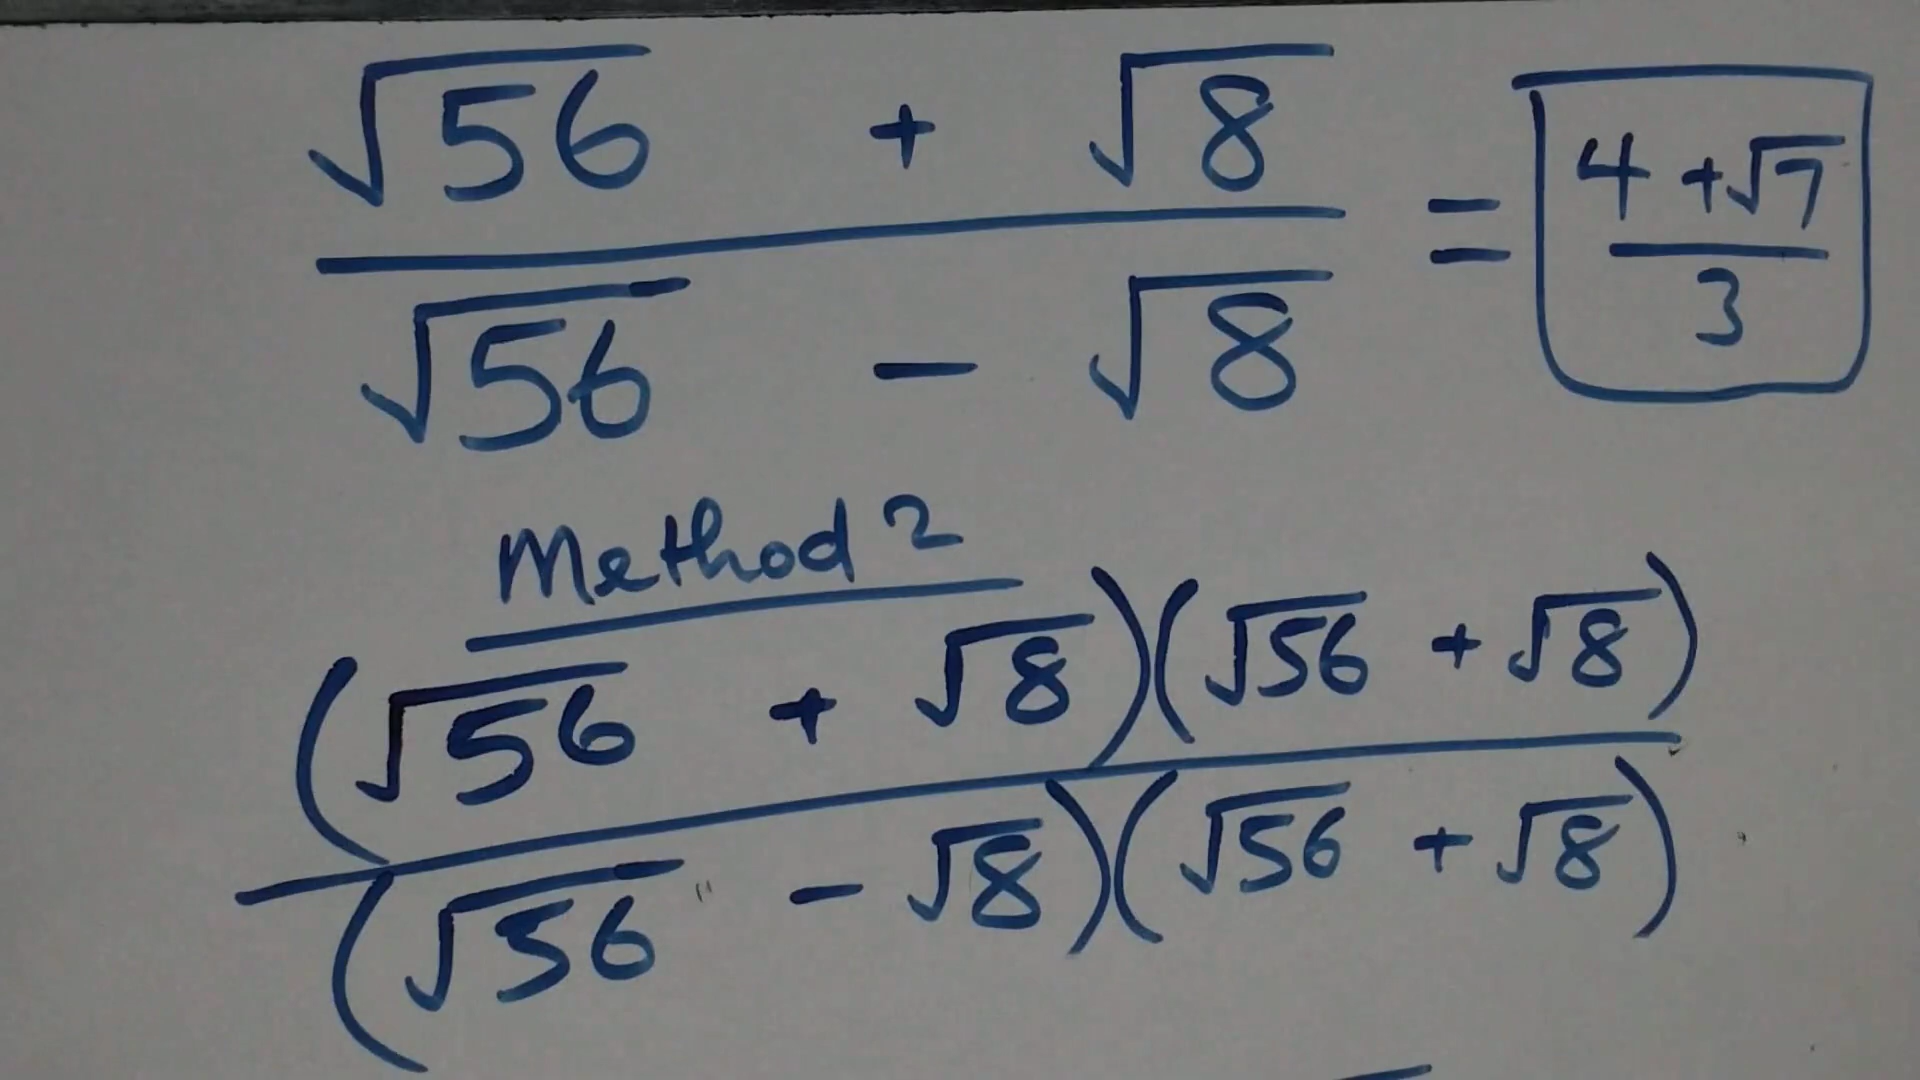 √56 + √8
√56 - √8
= 4 + √7
3
Method 2
(√56 + √8)(√56 + √8)
(√56 - √8)(√56 + √8)